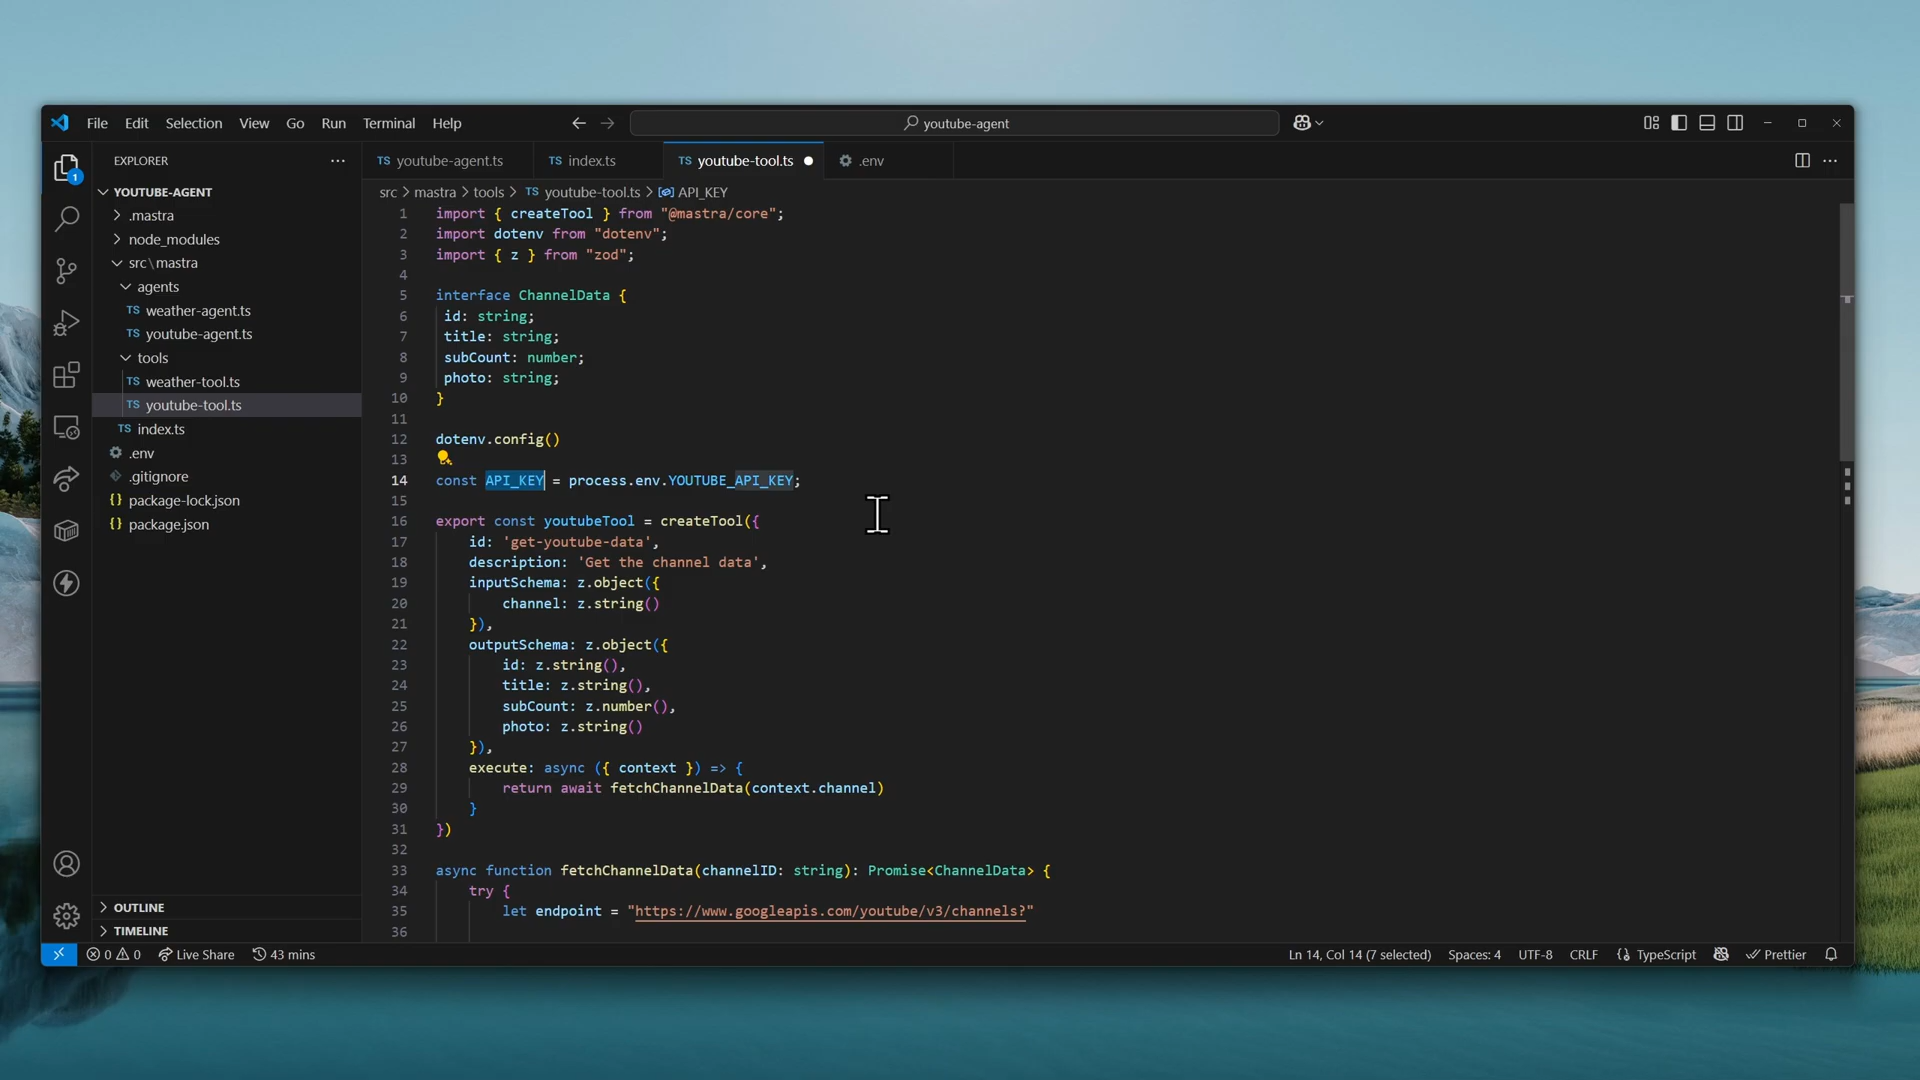 File Edit Selection View Go Run Terminal Help
youtube-agent
EXPLORER
YOUTUBE-AGENT
.mastra
node_modules
src\mastra
agents
TS weather-agent.ts
TS youtube-agent.ts
tools
TS weather-tool.ts
TS youtube-tool.ts
TS index.ts
.env
.gitignore
{} package-lock.json
{} package.json
OUTLINE
TIMELINE
1
TS youtube-agent.ts
TS index.ts
TS youtube-tool.ts
.env
src > mastra > tools > TS youtube-tool.ts > API_KEY
1 import { createTool } from "@mastra/core";
2 import dotenv from "dotenv";
3 import { z } from "zod";
4
5 interface ChannelData {
6 id: string;
7 title: string;
8 subCount: number;
9 photo: string;
10 }
11
12 dotenv.config()
13
14 const API_KEY = process.env.YOUTUBE_API_KEY;
15
16 export const youtubeTool = createTool({
17 id: 'get-youtube-data',
18 description: 'Get the channel data',
19 inputSchema: z.object({
20 channel: z.string()
21 }),
22 outputSchema: z.object({
23 id: z.string(),
24 title: z.string(),
25 subCount: z.number(),
26 photo: z.string()
27 }),
28 execute: async ({ context }) => {
29 return await fetchChannelData(context.channel)
30 }
31 })
32
33 async function fetchChannelData(channelID: string): Promise<ChannelData> {
34 try {
35 let endpoint = "https://www.googleapis.com/youtube/v3/channels?"
36
0 0 Live Share 43 mins
Ln 14, Col 14 (7 selected) Spaces: 4 UTF-8 CRLF {} TypeScript Prettier